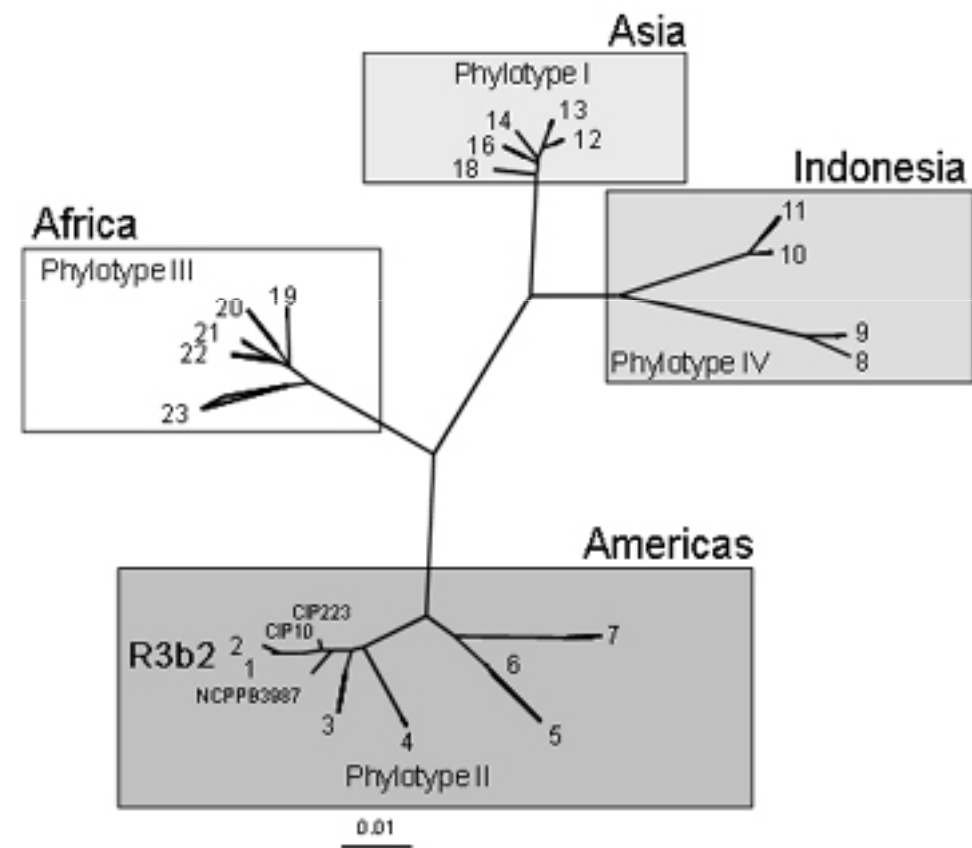 Asia
Phylotype I
13
14
12
16
18
Indonesia
11
10
9
8
Phylotype IV
Africa
Phylotype III
19
20
21
22
23
Americas
CIP223
CIP10
R3b2
2
1
NCPPB3987
3
4
7
6
5
Phylotype II
0.01